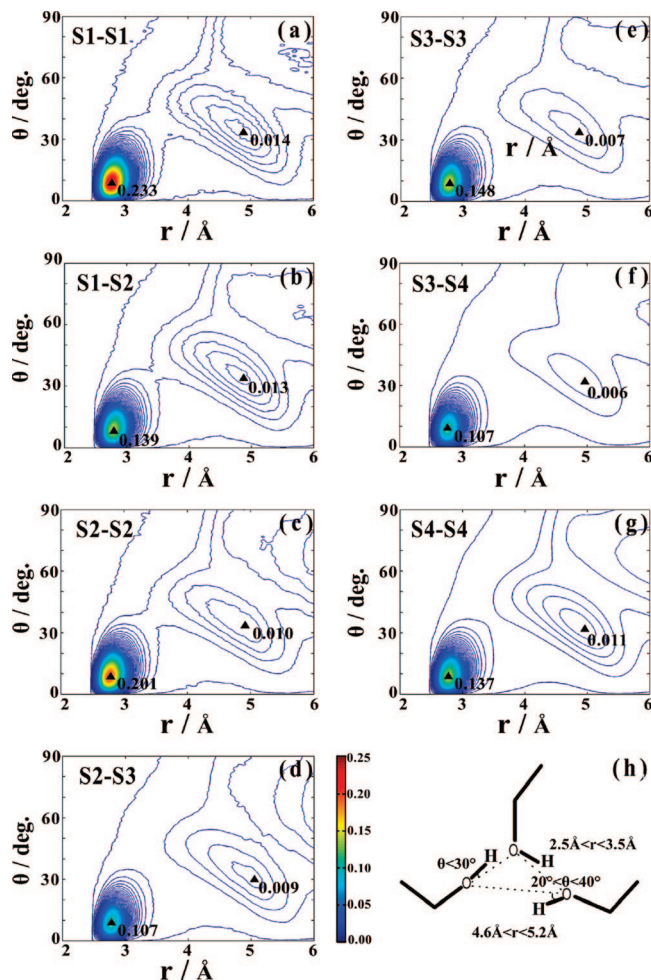 S1-S1
(a)
90
60
30
0
θ / deg.
0.014
0.233
2 3 4 5 6
r / Å
S1-S2
(b)
90
60
30
0
θ / deg.
0.013
0.139
2 3 4 5 6
r / Å
S2-S2
(c)
90
60
30
0
θ / deg.
0.010
0.201
2 3 4 5 6
r / Å
S2-S3
(d)
90
60
30
0
θ / deg.
0.009
0.107
2 3 4 5 6
r / Å
S3-S3
(e)
90
60
30
0
θ / deg.
r / Å
0.007
0.148
2 3 4 5 6
r / Å
S3-S4
(f)
90
60
30
0
θ / deg.
0.006
0.107
2 3 4 5 6
r / Å
S4-S4
(g)
90
60
30
0
θ / deg.
0.011
0.137
2 3 4 5 6
r / Å
0.25
0.20
0.15
0.10
0.05
0.00
(h)
H O 2.5Å<r<3.5Å
θ<30° H
O 20°<θ<40° O
H
4.6Å<r<5.2Å